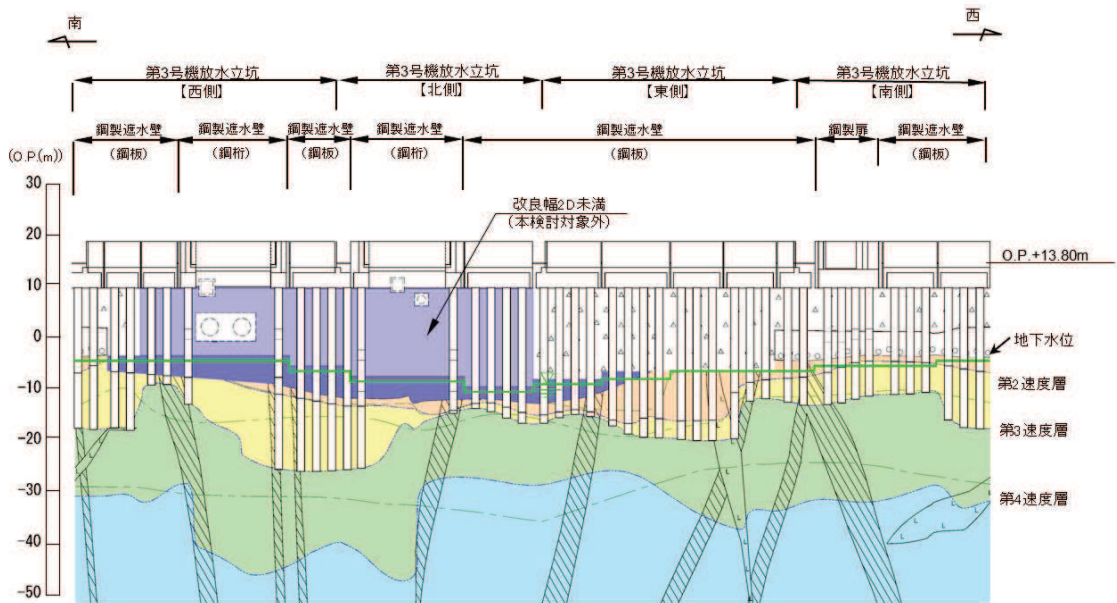 南
西
第3号機放水立坑
【西側】
第3号機放水立坑
【北側】
第3号機放水立坑
【東側】
第3号機放水立坑
【南側】
鋼製遮水壁
(鋼板)
鋼製遮水壁
(鋼桁)
鋼製遮水壁
(鋼板)
鋼製遮水壁
(鋼桁)
鋼製遮水壁
(鋼板)
鋼製扉
鋼製遮水壁
(鋼板)
(O.P.(m))
30
20
10
0
-10
-20
-30
-40
-50
改良幅2D未満
(本検討対象外)
O.P.+13.80m
地下水位
第2速度層
第3速度層
第4速度層